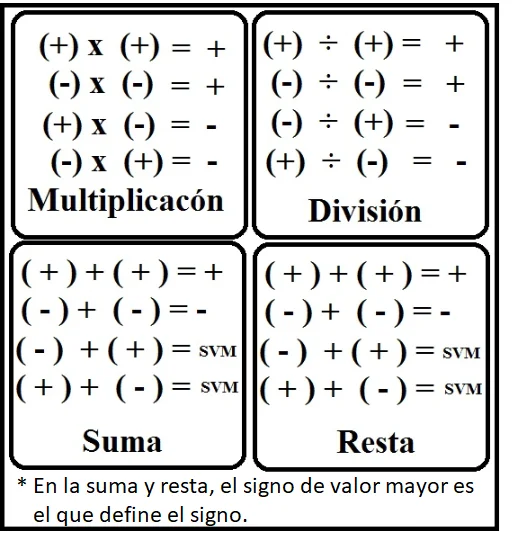 (+) x (+) = +
(-) x (-) = +
(+) x (-) = -
(-) x (+) = -
Multiplicacón
(+) ÷ (+) = +
(-) ÷ (-) = +
(-) ÷ (+) = -
(+) ÷ (-) = -
División
( + ) + ( + ) = +
( - ) + ( - ) = -
( - ) + ( + ) = SVM
( + ) + ( - ) = SVM
Suma
( + ) + ( + ) = +
( - ) + ( - ) = -
( - ) + ( + ) = SVM
( + ) + ( - ) = SVM
Resta
* En la suma y resta, el signo de valor mayor es
el que define el signo.